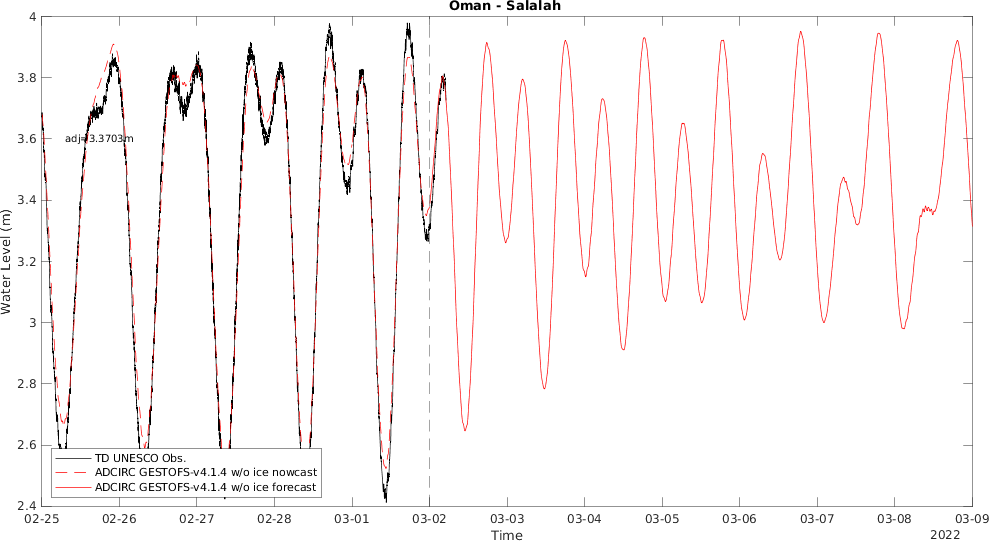 Oman - Salalah
4
3.8
3.6
3.4
3.2
3
2.8
2.6
2.4
Water Level (m)
adj=3.3703m
TD UNESCO Obs.
ADCIRC GESTOFS-v4.1.4 w/o ice nowcast
ADCIRC GESTOFS-v4.1.4 w/o ice forecast
02-25 02-26 02-27 02-28 03-01 03-02 03-03 03-04 03-05 03-06 03-07 03-08 03-09
Time
2022